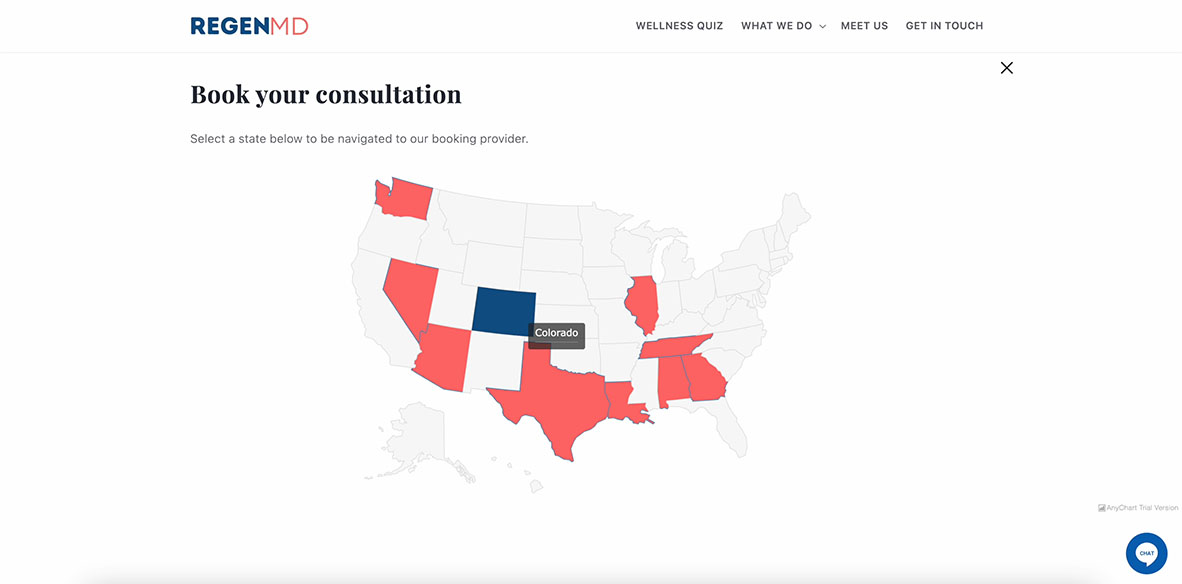 REGENMD
WELLNESS QUIZ WHAT WE DO MEET US GET IN TOUCH
Book your consultation
Select a state below to be navigated to our booking provider.
Colorado
AnyChart Trial Version
CHAT